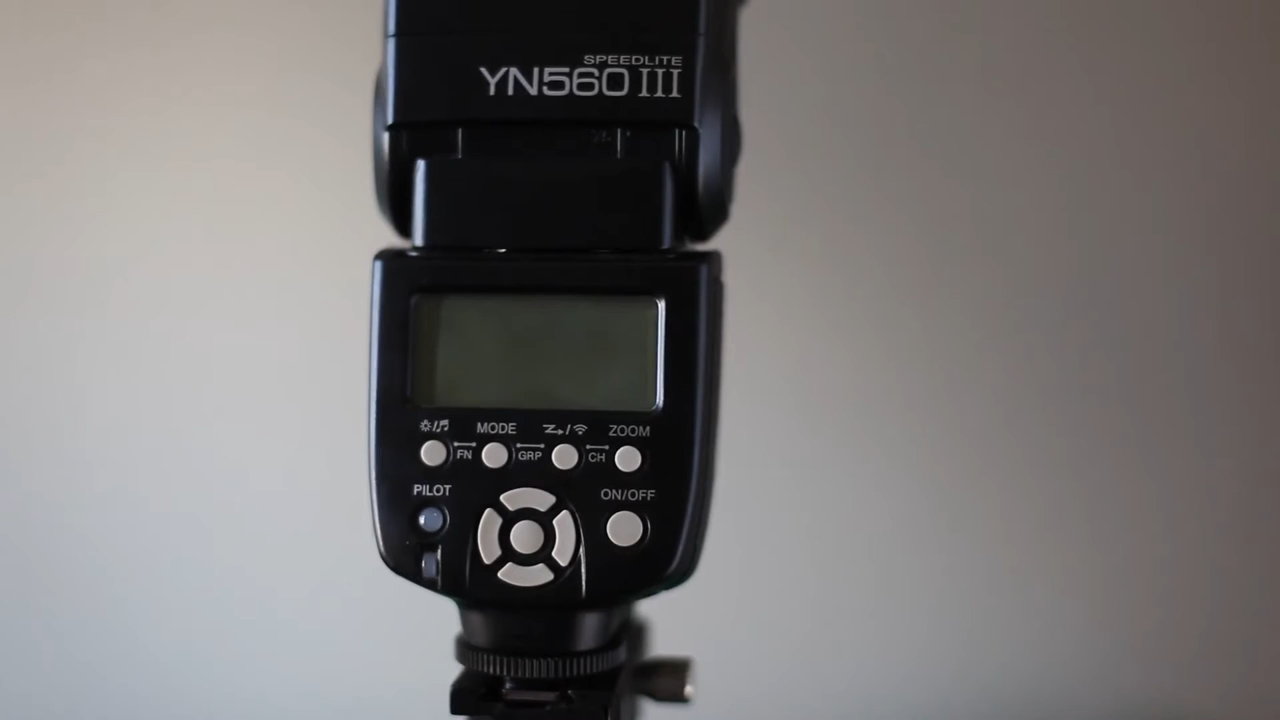 SPEEDLITE
YN560 III
MODE
ZOOM
FN
GRP
CH
PILOT
ON/OFF